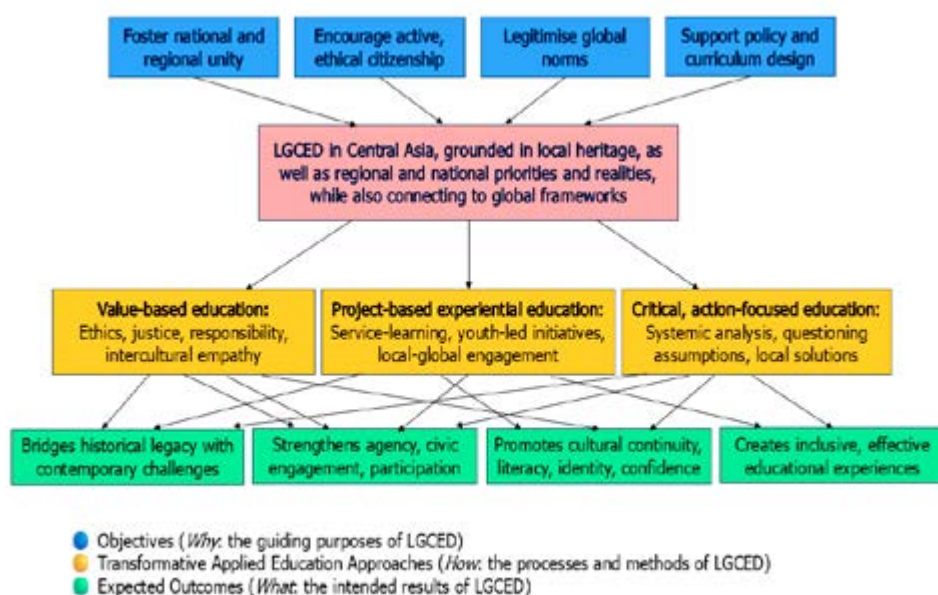 Foster national and
regional unity
Encourage active,
ethical citizenship
Legitimise global
norms
Support policy and
curriculum design
LGCED in Central Asia, grounded in local heritage, as
well as regional and national priorities and realities,
while also connecting to global frameworks
Value-based education:
Ethics, justice, responsibility,
intercultural empathy
Project-based experiential education:
Service-learning, youth-led initiatives,
local-global engagement
Critical, action-focused education:
Systemic analysis, questioning
assumptions, local solutions
Bridges historical legacy with
contemporary challenges
Strengthens agency, civic
engagement, participation
Promotes cultural continuity,
literacy, identity, confidence
Creates inclusive, effective
educational experiences
Objectives (Why: the guiding purposes of LGCED)
Transformative Applied Education Approaches (How: the processes and methods of LGCED)
Expected Outcomes (What: the intended results of LGCED)